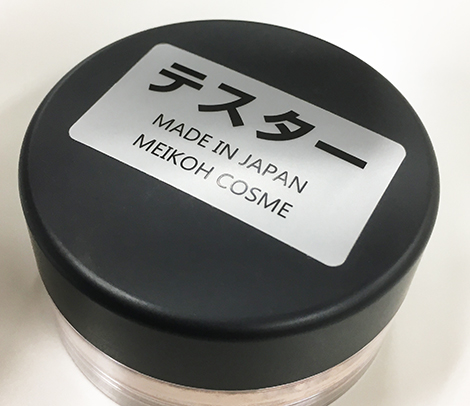 テスター
MADE IN JAPAN
MEIKOH COSME